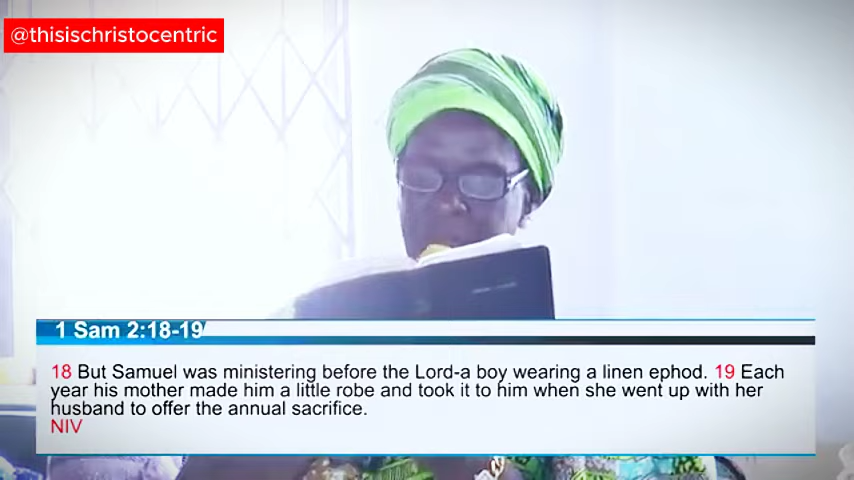 @thisischristocentric
1 Sam 2:18-19
18 But Samuel was ministering before the Lord-a boy wearing a linen ephod. 19 Each
year his mother made him a little robe and took it to him when she went up with her
husband to offer the annual sacrifice.
NIV